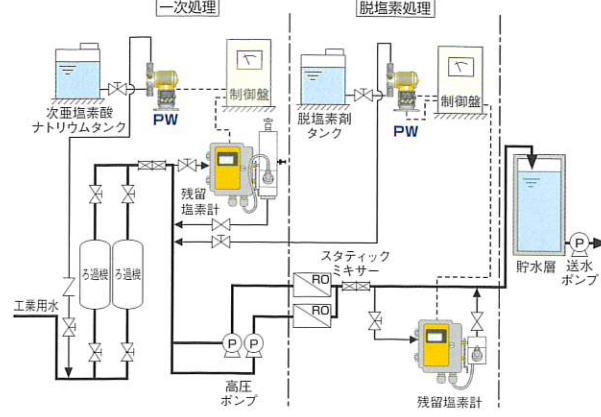 一次処理
脱塩素処理
次亜塩素酸
ナトリウムタンク
PW
制御盤
脱塩素剤
タンク
PW
制御盤
残留
塩素計
ろ過機
ろ過機
工業用水
スタティック
ミキサー
RO
RO
P
P
高圧
ポンプ
残留塩素計
貯水層
P
送水
ポンプ